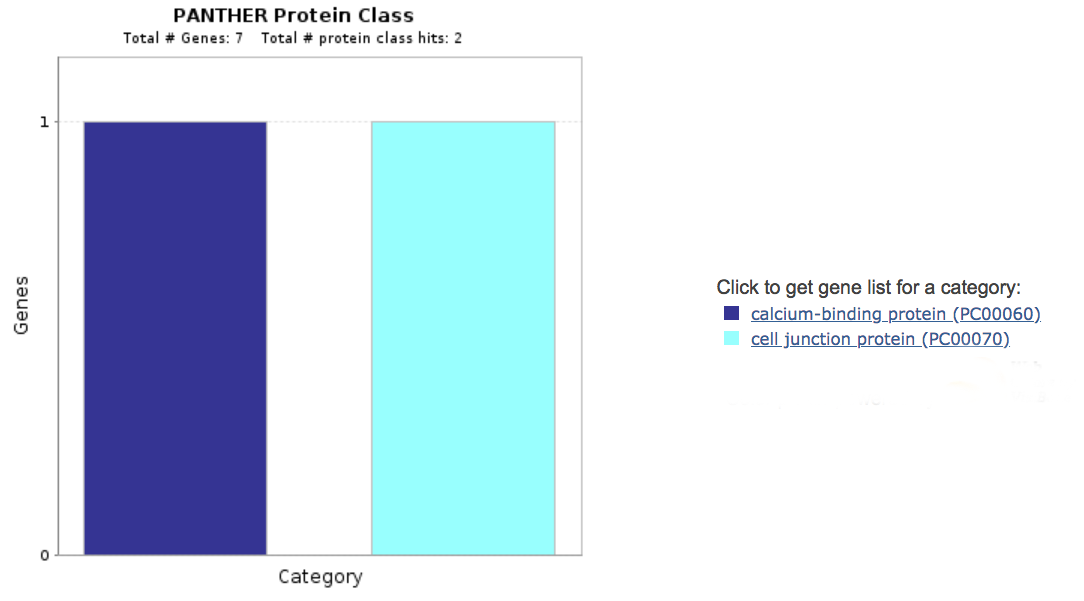 PANTHER Protein Class
Total # Genes: 7 Total # protein class hits: 2
1
Genes
0
Category
Click to get gene list for a category:
calcium-binding protein (PC00060)
cell junction protein (PC00070)